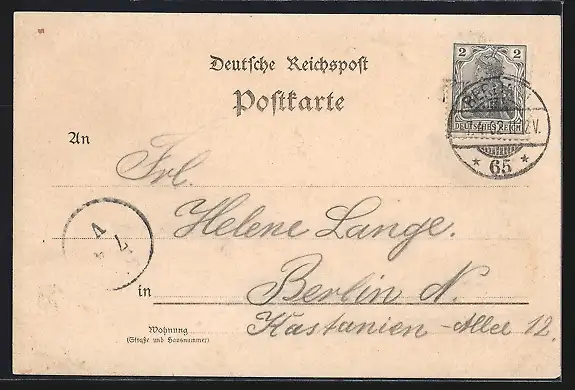 Deutsche Reichspost
Postkarte
2 2
DEUTSCHES REICH
BERLIN
V.
* 65 *
An
Frl.
Helene Lange.
in Berlin N.
Wohnung
(Straße und Hausnummer)
Kastanien-Allee 12.